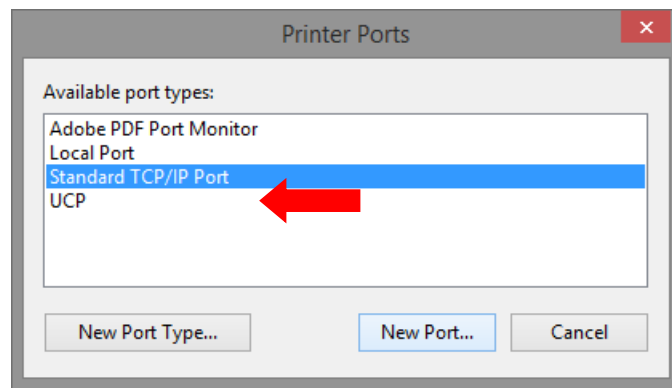 Printer Ports
Available port types:
Adobe PDF Port Monitor
Local Port
Standard TCP/IP Port
UCP
New Port Type...
New Port...
Cancel